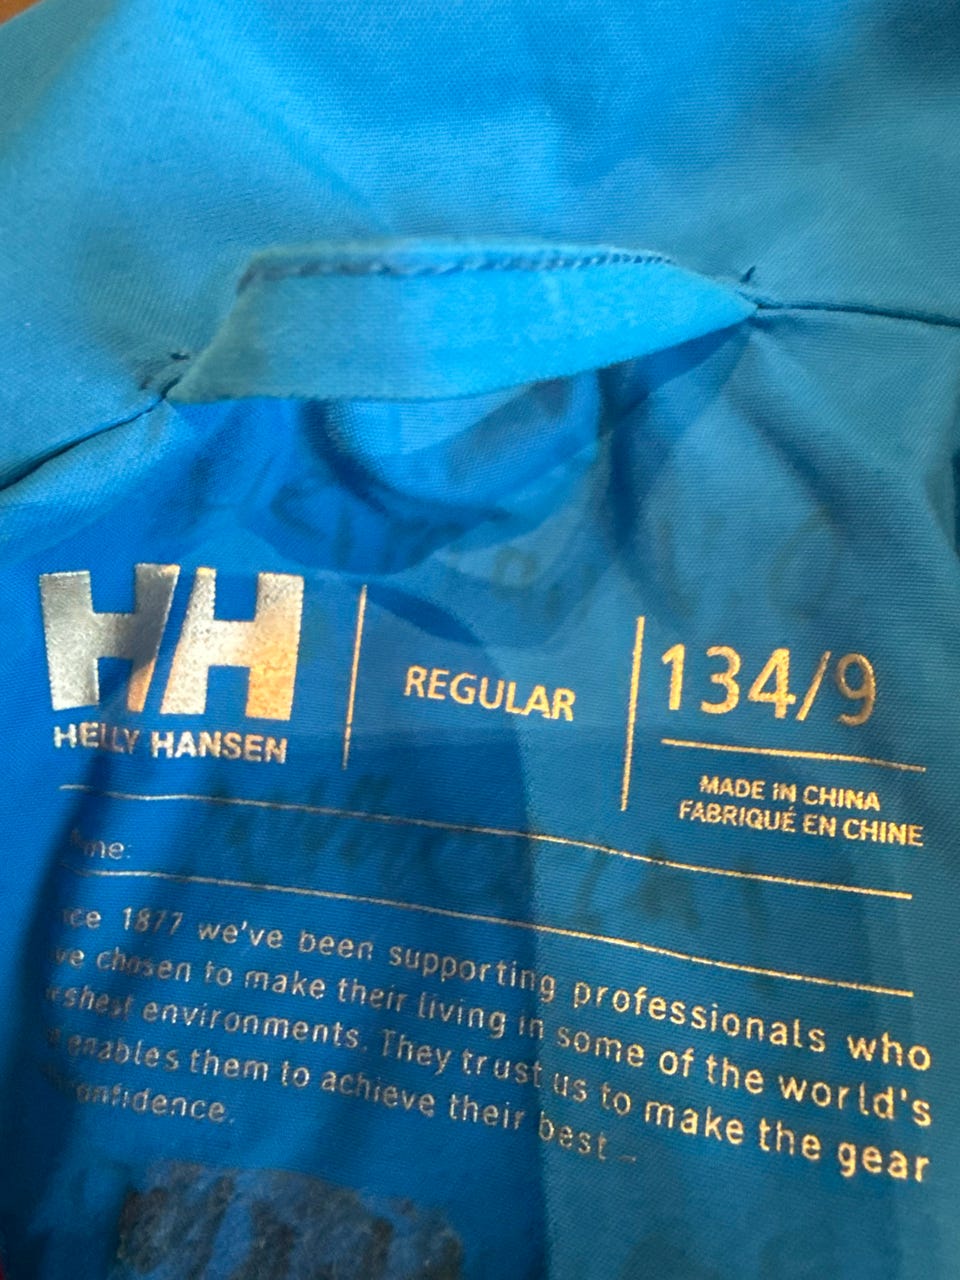 HH
HELLY HANSEN
REGULAR
134/9
MADE IN CHINA
FABRIQUÉ EN CHINE
1877 we've been supporting professionals who
chosen to make their living in some of the world's
environments. They trust us to make the gear
enables them to achieve their best –
confidence.